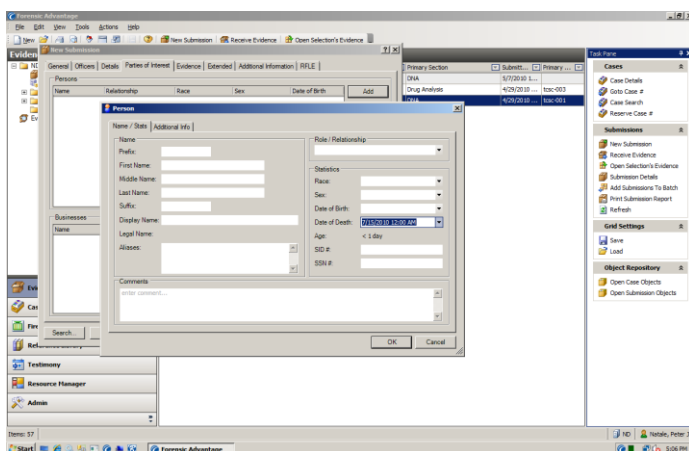 Forensic Advantage
File Edit View Tools Actions Help
New New Submission Receive Evidence Open Selection's Evidence
New Submission
General Officers Details Parties of Interest Evidence Extended Additional Information RFLE
Persons
Name Relationship Race Sex Date of Birth Add
Primary Section Submitt... Primary ...
DNA 5/7/2010 1...
Drug Analysis 4/29/2010 ... tcsc-003
DNA 4/29/2010 ... tcsc-001
Person
Name / Stats Additional Info
Name
Prefix:
First Name:
Middle Name:
Last Name:
Suffix:
Display Name:
Legal Name:
Aliases:
Role / Relationship
Statistics
Race:
Sex:
Date of Birth:
Date of Death: 7/15/2010 12:00 AM
Age: < 1 day
SID #
SSN #
Comments
enter comment...
OK Cancel
Businesses
Name
Search...
Testimony
Resource Manager
Admin
Items: 57
Task Pane
Cases
Case Details
Goto Case #
Case Search
Reserve Case #
Submissions
New Submission
Receive Evidence
Open Selection's Evidence
Submission Details
Add Submissions To Batch
Print Submission Report
Refresh
Grid Settings
Save
Load
Object Repository
Open Case Objects
Open Submission Objects
ND Natale, Peter J
Start Forensic Advantage 5:06 PM